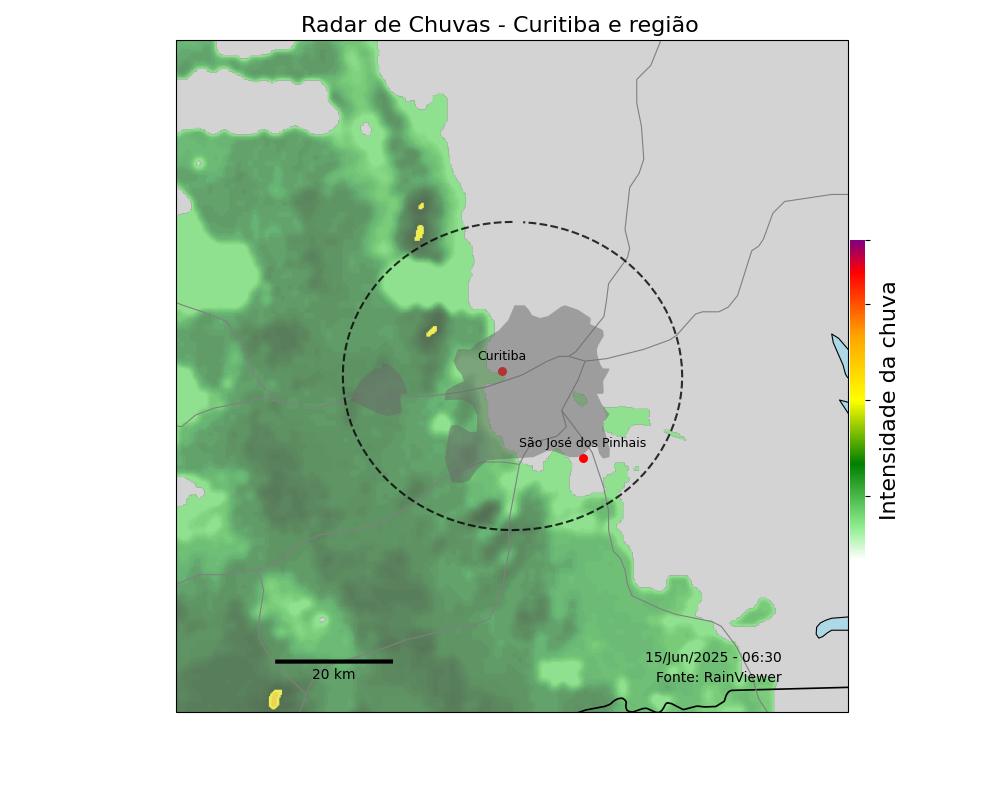 Radar de Chuvas - Curitiba e região
Curitiba
São José dos Pinhais
Intensidade da chuva
15/Jun/2025 - 06:30
Fonte: RainViewer
20 km